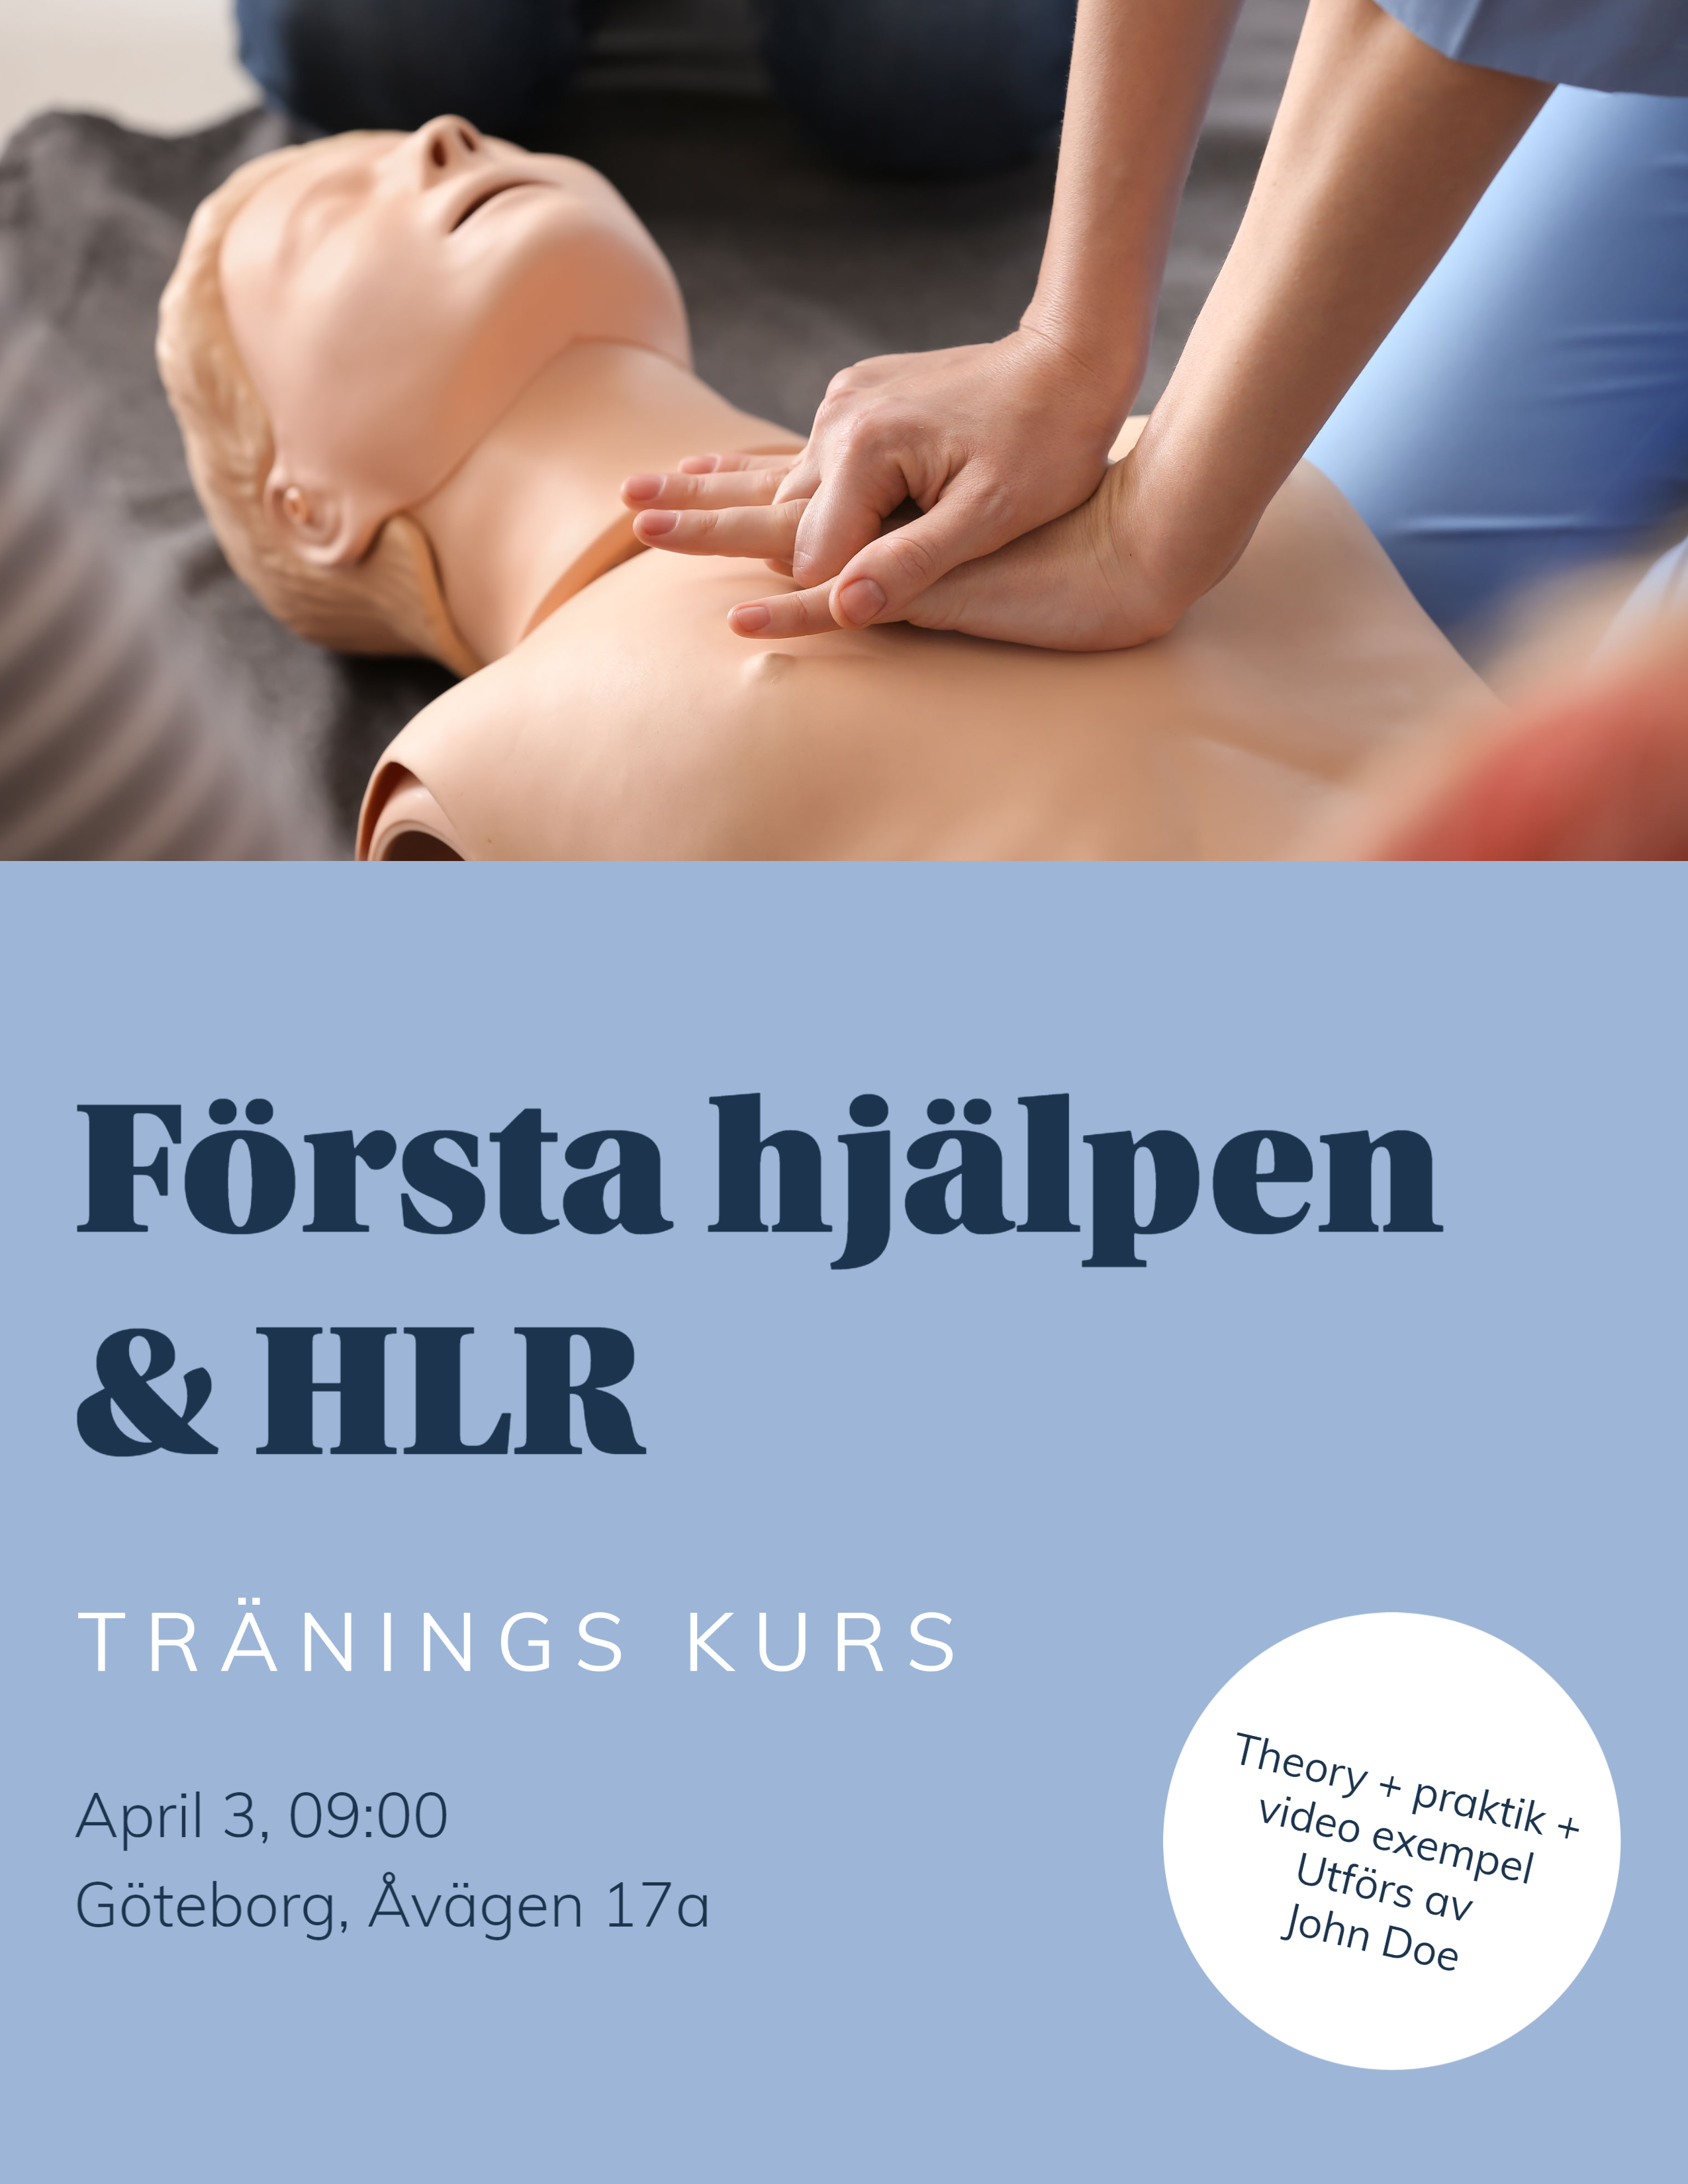 Första hjälpen
& HLR
TRÄNINGS KURS
April 3, 09:00
Göteborg, Åvägen 17a
Theory + praktik +
video exempel
Utförs av
John Doe